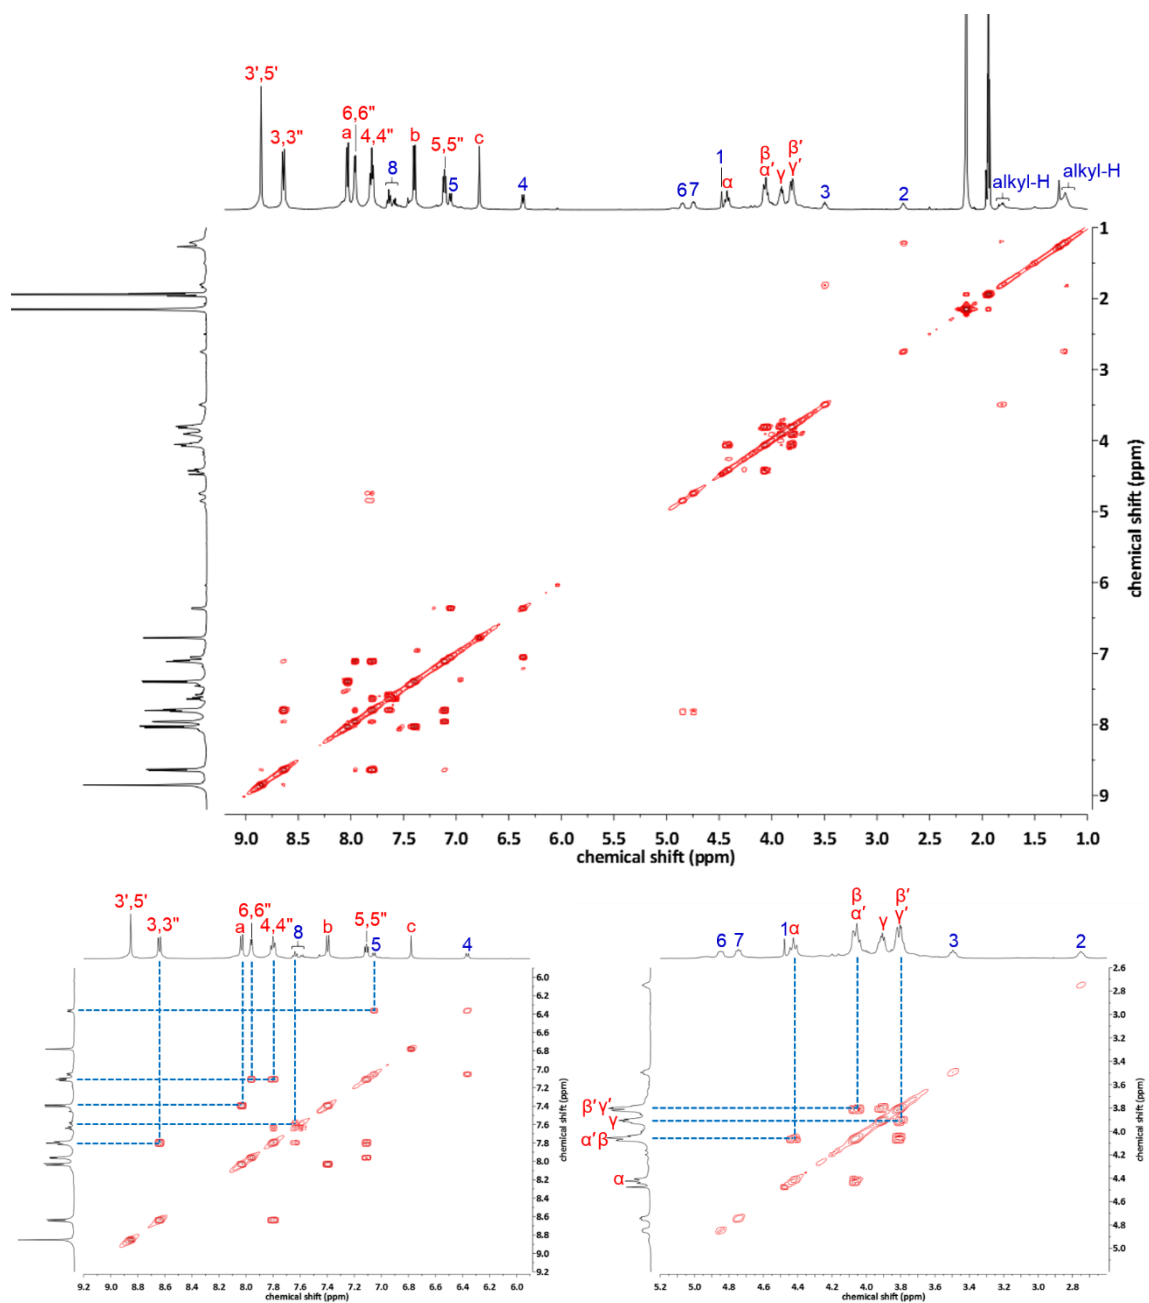 3',5'
3,3"
6,6"
a
4,4"
8
b
5,5"
5
c
4
6
7
1
α
β
α'
γ
β'
γ'
3
2
alkyl-H
alkyl-H
1
2
3
4
5
6
7
8
9
chemical shift (ppm)
9.0 8.5 8.0 7.5 7.0 6.5 6.0 5.5 5.0 4.5 4.0 3.5 3.0 2.5 2.0 1.5 1.0
chemical shift (ppm)
3',5'
3,3"
a
6,6"
4,4"
8
b
5,5"
5
c
4
6.0
6.2
6.4
6.6
6.8
7.0
7.2
7.4
7.6
7.8
8.0
8.2
8.4
8.6
8.8
9.0
9.2
chemical shift (ppm)
9.2 9.0 8.8 8.6 8.4 8.2 8.0 7.8 7.6 7.4 7.2 7.0 6.8 6.6 6.4 6.2 6.0
chemical shift (ppm)
6
7
1
α
β
α'
γ
β'
γ'
3
2
β'γ'
γ
α'β
α
2.6
2.8
3.0
3.2
3.4
3.6
3.8
4.0
4.2
4.4
4.6
4.8
5.0
chemical shift (ppm)
5.2 5.0 4.8 4.6 4.4 4.2 4.0 3.8 3.6 3.4 3.2 3.0 2.8
chemical shift (ppm)